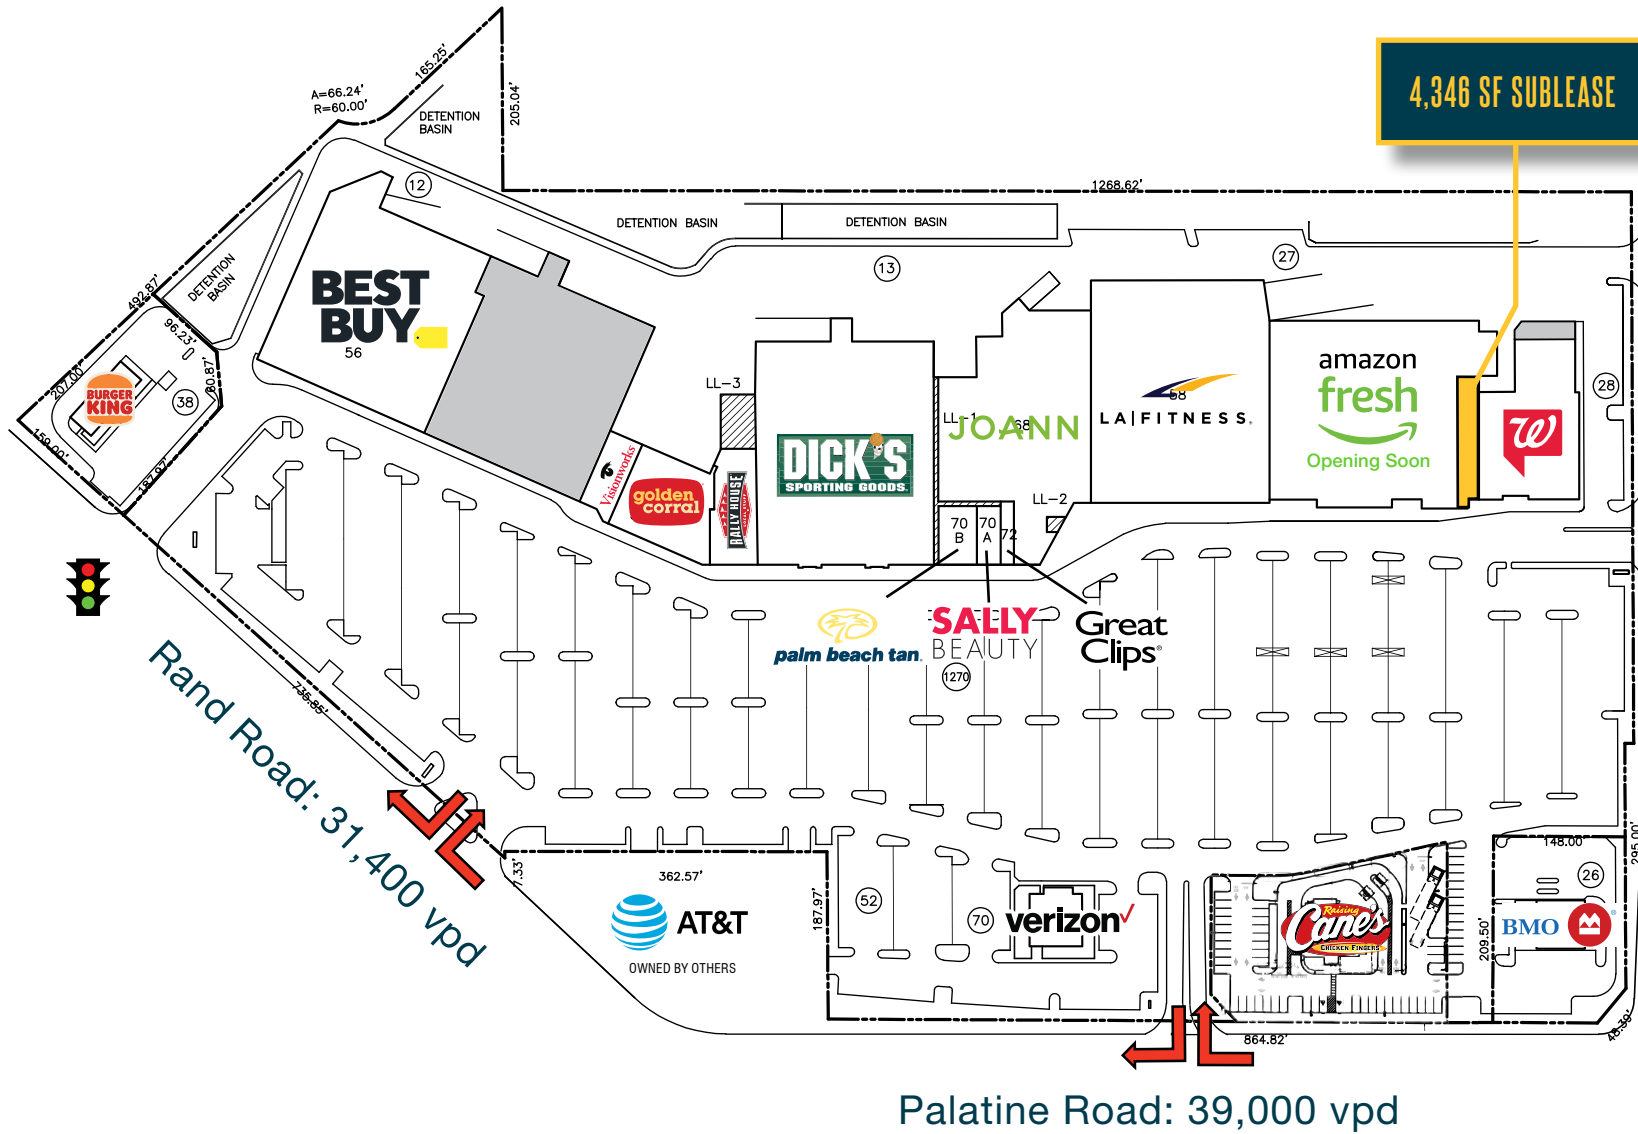 165.25'
A=66.24'
R=60.00'
205.04'
DETENTION
BASIN
4,346 SF SUBLEASE
12
1268.62'
DETENTION BASIN
DETENTION BASIN
13
27
492.87'
DETENTION
BASIN
96.23'
60.87'
BEST
BUY
56
207.00'
BURGER
KING
38
159.00'
187.97'
LL-3
Visionworks
golden
corral
RALLY HOUSE
DICK'S
SPORTING GOODS
LL-1
68
JOANN
LL-2
58
LA|FITNESS.
amazon
fresh
Opening Soon
W
28
70
B
70
A
72
palm beach tan.
SALLY
BEAUTY
Great
Clips®
1270
735.85'
Rand Road: 31,400 vpd
7.33'
362.57'
187.97'
AT&T
OWNED BY OTHERS
52
70
verizon
Raising
Cane's
CHICKEN FINGERS
148.00'
295.00'
26
209.50'
BMO
48.39'
864.82'
Palatine Road: 39,000 vpd